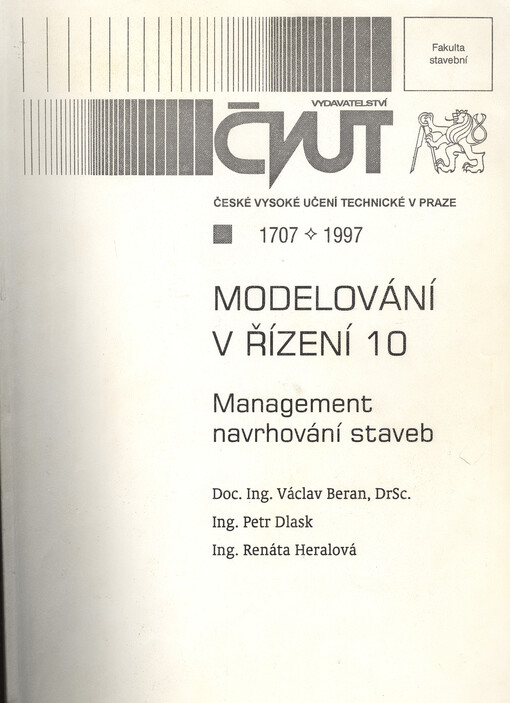 Fakulta
stavební
VYDAVATELSTVÍ
ČVUT
ČESKÉ VYSOKÉ UČENÍ TECHNICKÉ V PRAZE
1707 ✧ 1997
MODELOVÁNÍ
V ŘÍZENÍ 10
Management
navrhování staveb
Doc. Ing. Václav Beran, DrSc.
Ing. Petr Dlask
Ing. Renáta Heralová